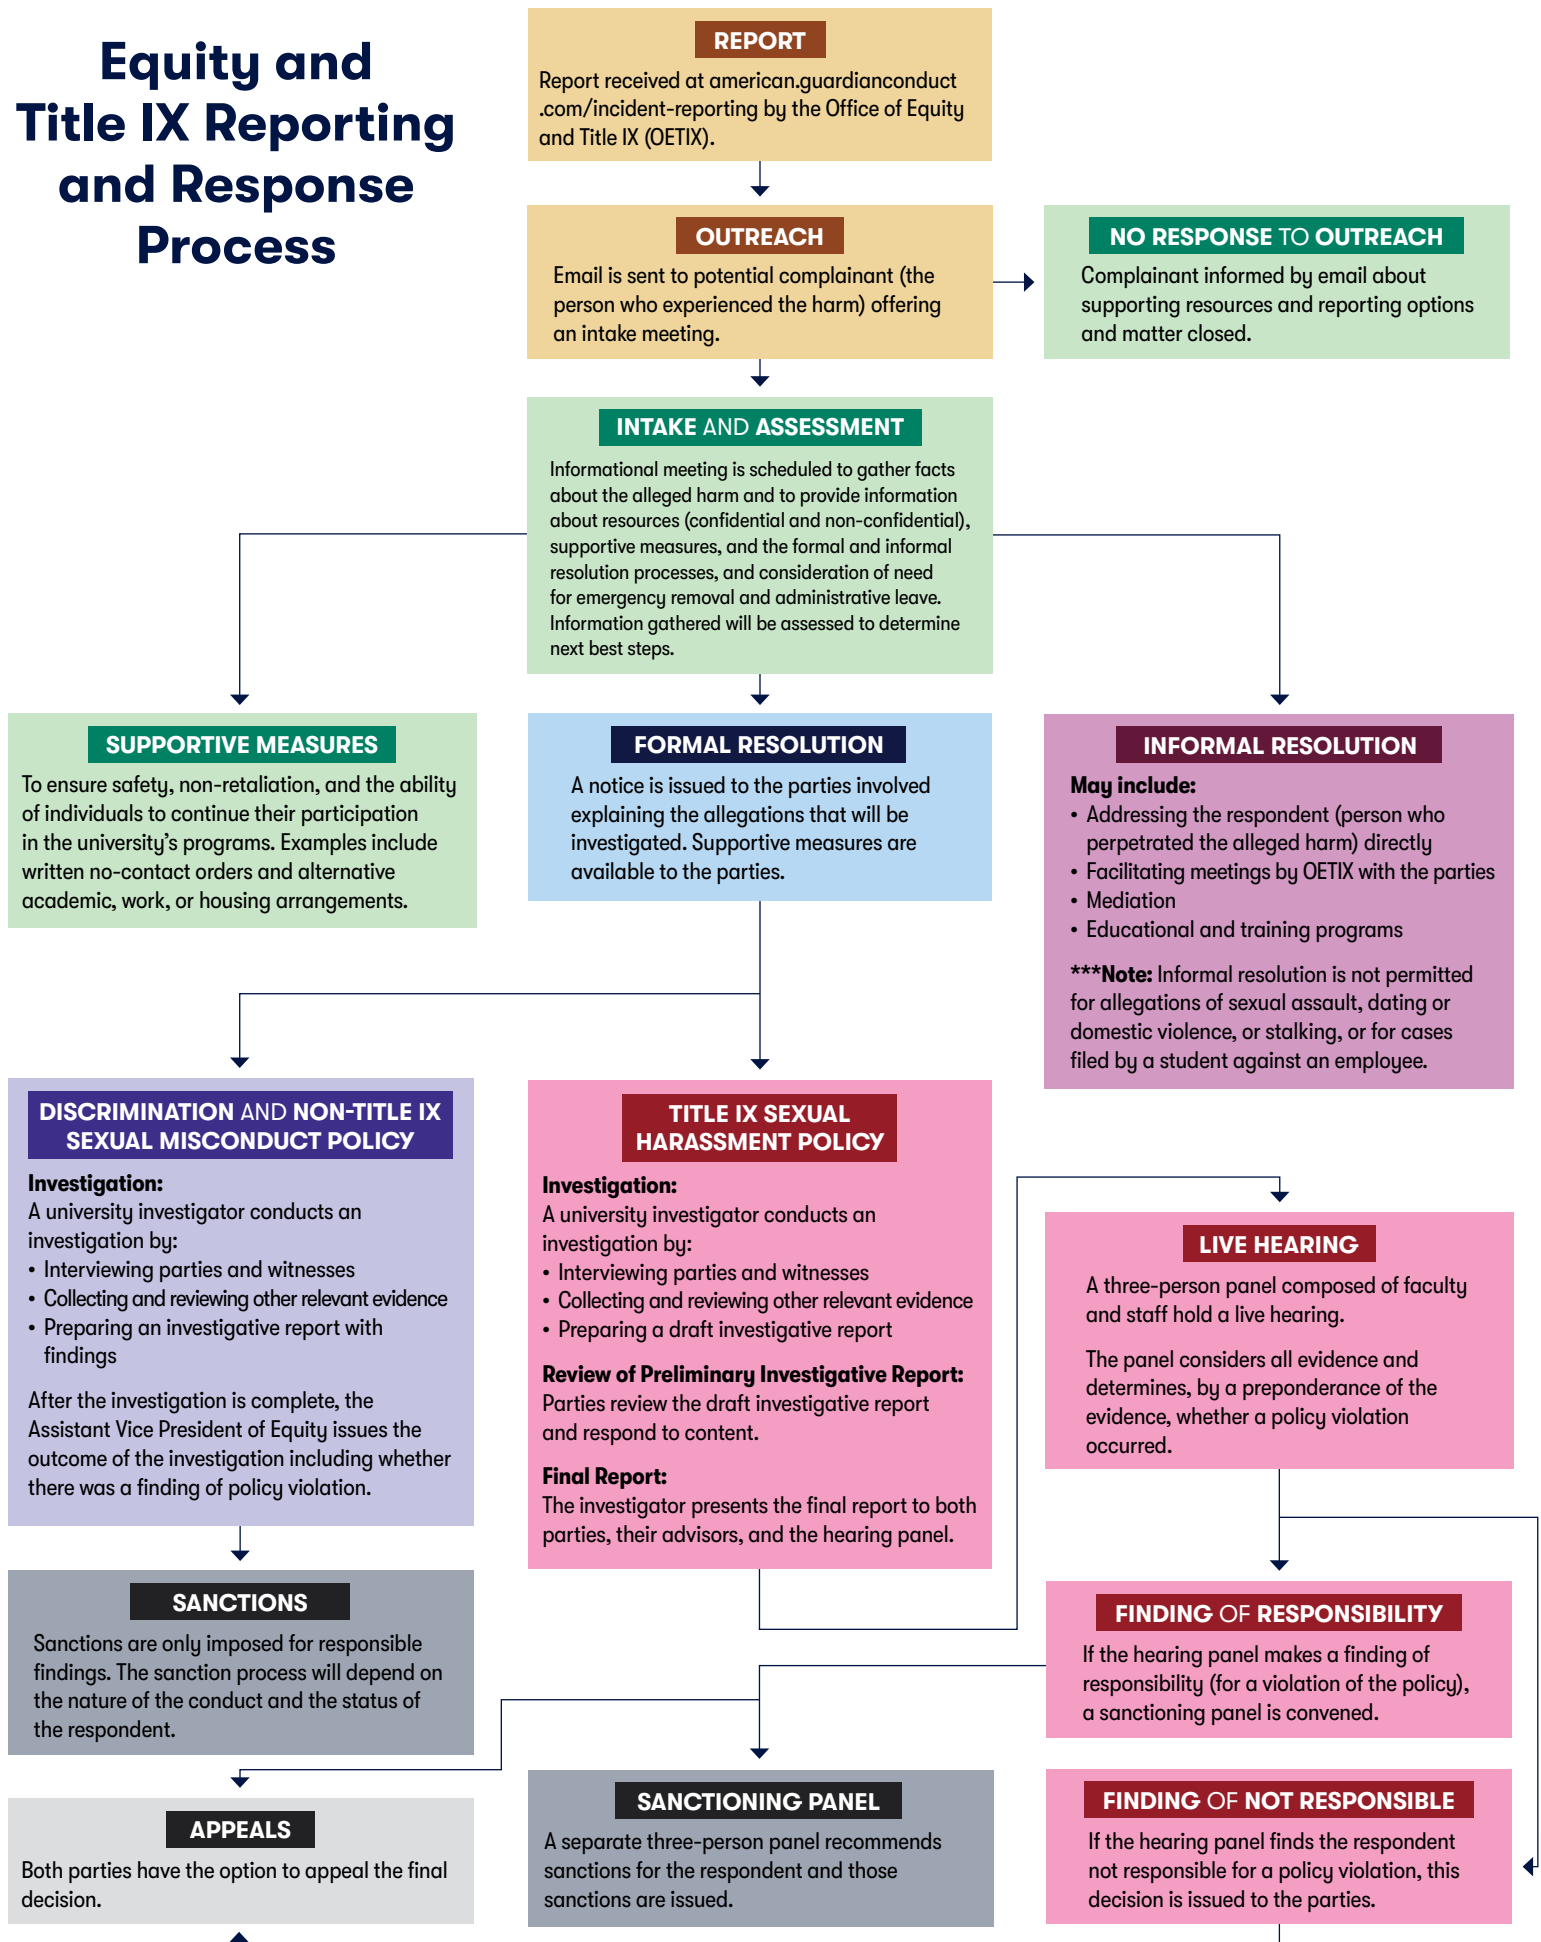 Equity and
Title IX Reporting
and Response
Process
REPORT
Report received at american.guardianconduct
.com/incident-reporting by the Office of Equity
and Title IX (OETIX).
OUTREACH
Email is sent to potential complainant (the
person who experienced the harm) offering
an intake meeting.
NO RESPONSE TO OUTREACH
Complainant informed by email about
supporting resources and reporting options
and matter closed.
INTAKE AND ASSESSMENT
Informational meeting is scheduled to gather facts
about the alleged harm and to provide information
about resources (confidential and non-confidential),
supportive measures, and the formal and informal
resolution processes, and consideration of need
for emergency removal and administrative leave.
Information gathered will be assessed to determine
next best steps.
SUPPORTIVE MEASURES
To ensure safety, non-retaliation, and the ability
of individuals to continue their participation
in the university's programs. Examples include
written no-contact orders and alternative
academic, work, or housing arrangements.
FORMAL RESOLUTION
A notice is issued to the parties involved
explaining the allegations that will be
investigated. Supportive measures are
available to the parties.
INFORMAL RESOLUTION
May include:
• Addressing the respondent (person who
perpetrated the alleged harm) directly
• Facilitating meetings by OETIX with the parties
• Mediation
• Educational and training programs
***Note: Informal resolution is not permitted
for allegations of sexual assault, dating or
domestic violence, or stalking, or for cases
filed by a student against an employee.
DISCRIMINATION AND NON-TITLE IX
SEXUAL MISCONDUCT POLICY
Investigation:
A university investigator conducts an
investigation by:
• Interviewing parties and witnesses
• Collecting and reviewing other relevant evidence
• Preparing an investigative report with
findings
After the investigation is complete, the
Assistant Vice President of Equity issues the
outcome of the investigation including whether
there was a finding of policy violation.
TITLE IX SEXUAL
HARASSMENT POLICY
Investigation:
A university investigator conducts an
investigation by:
• Interviewing parties and witnesses
• Collecting and reviewing other relevant evidence
• Preparing a draft investigative report
Review of Preliminary Investigative Report:
Parties review the draft investigative report
and respond to content.
Final Report:
The investigator presents the final report to both
parties, their advisors, and the hearing panel.
LIVE HEARING
A three-person panel composed of faculty
and staff hold a live hearing.
The panel considers all evidence and
determines, by a preponderance of the
evidence, whether a policy violation
occurred.
SANCTIONS
Sanctions are only imposed for responsible
findings. The sanction process will depend on
the nature of the conduct and the status of
the respondent.
FINDING OF RESPONSIBILITY
If the hearing panel makes a finding of
responsibility (for a violation of the policy),
a sanctioning panel is convened.
APPEALS
Both parties have the option to appeal the final
decision.
SANCTIONING PANEL
A separate three-person panel recommends
sanctions for the respondent and those
sanctions are issued.
FINDING OF NOT RESPONSIBLE
If the hearing panel finds the respondent
not responsible for a policy violation, this
decision is issued to the parties.